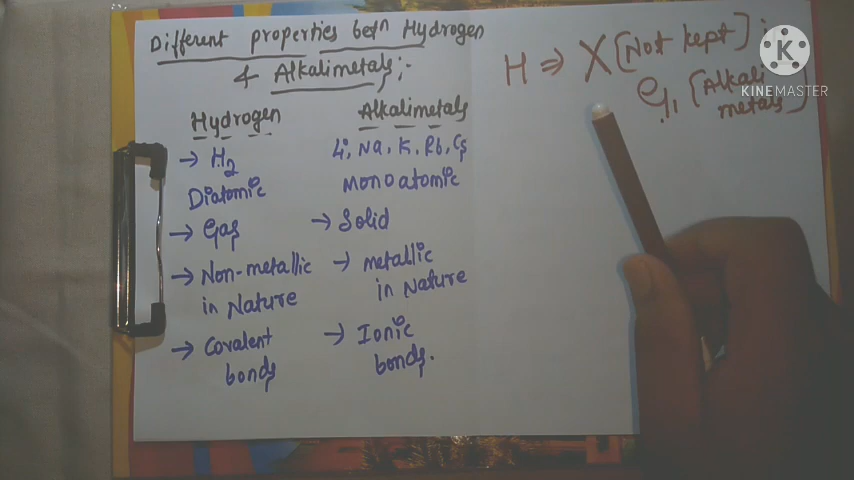 Different properties betn Hydrogen
& Alkalimetals;-
Hydrogen
→ H2
Diatomic
→ Gas
→ Non-metallic
in Nature
→ Covalent
bonds
Alkalimetals
Li, Na, K, Rb, Cs
Monoatomic
→ Solid
→ metallic
in Nature
→ Ionic
bonds.
H ⇒ X [Not kept] :
G1 [Alkali
metals]
K
KINEMASTER